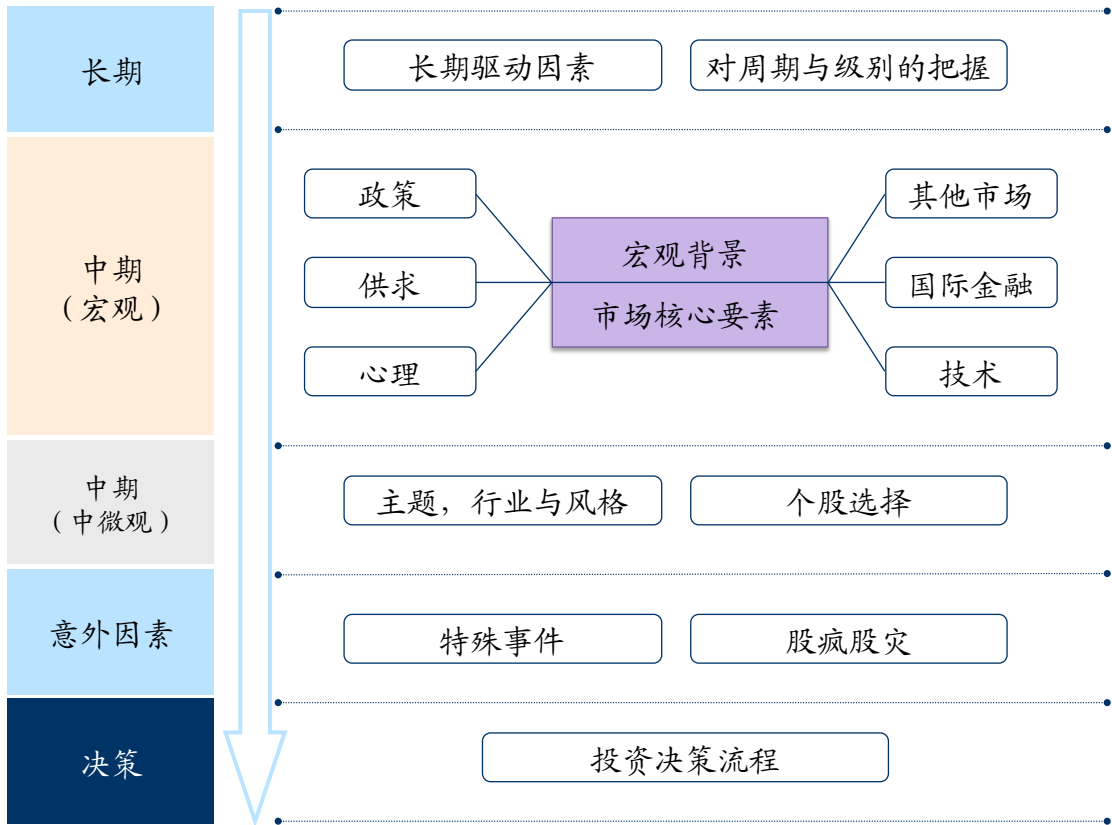 长期
长期驱动因素
对周期与级别的把握
中期
（宏观）
政策
供求
心理
宏观背景
市场核心要素
其他市场
国际金融
技术
中期
（中微观）
主题，行业与风格
个股选择
意外因素
特殊事件
股疯股灾
决策
投资决策流程